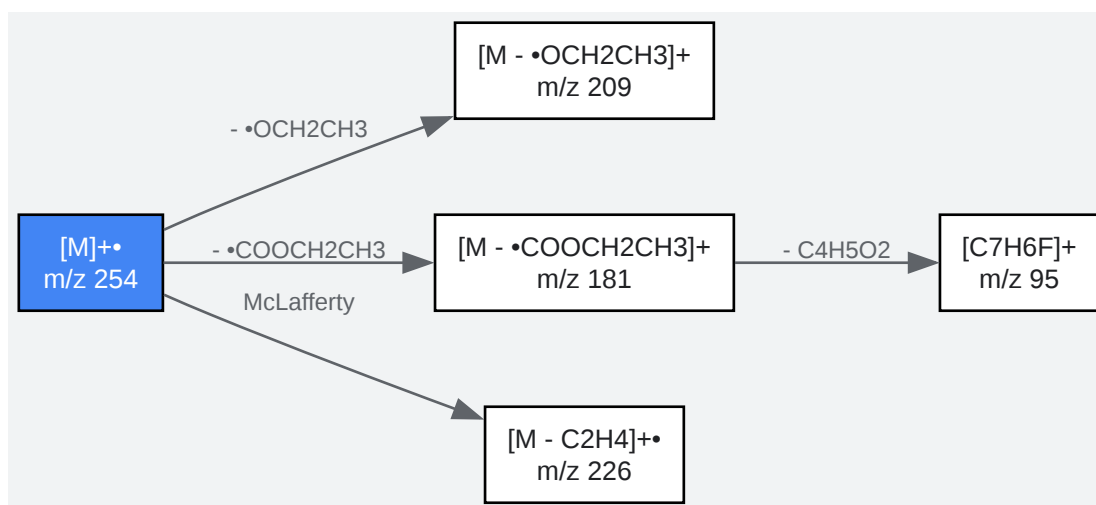 [M - •OCH2CH3]+
m/z 209
- •OCH2CH3
[M]+•
m/z 254
- •COOCH2CH3
[M - •COOCH2CH3]+
m/z 181
- C4H5O2
[C7H6F]+
m/z 95
McLafferty
[M - C2H4]+•
m/z 226